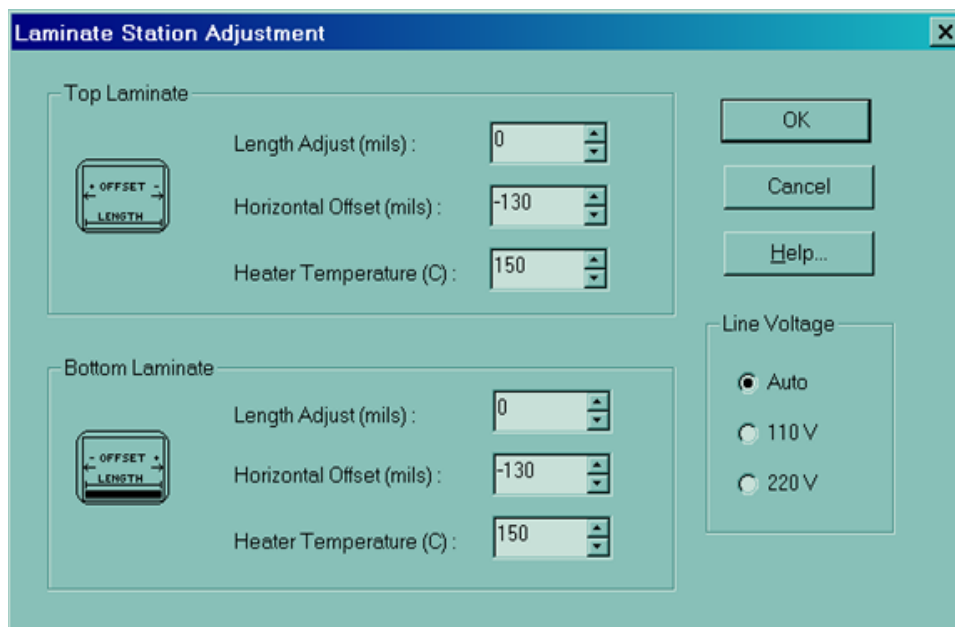 Laminate Station Adjustment
Top Laminate
+ OFFSET -
LENGTH
Length Adjust (mils) : 0
Horizontal Offset (mils) : -130
Heater Temperature (C) : 150
Bottom Laminate
- OFFSET +
LENGTH
Length Adjust (mils) : 0
Horizontal Offset (mils) : -130
Heater Temperature (C) : 150
OK
Cancel
Help...
Line Voltage
Auto
110 V
220 V